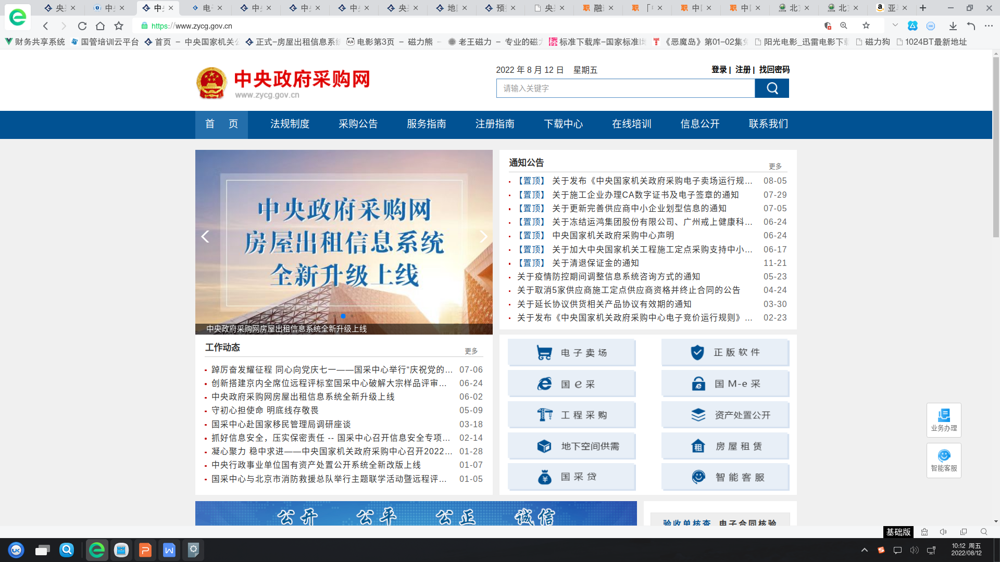 央 中 中 电 中 中 中 央 地 预 央 职 融 职 「 职 中 职 中 北 北 亚
https://www.zycg.gov.cn
财务共享系统 国管培训云平台 首页 － 中央国家机关 正式-房屋出租信息系 电影第3页 － 磁力熊 － 老王磁力 － 专业的磁 标准下载库-国家标准 《恶魔岛》第01-02集 阳光电影_迅雷电影下 磁力狗 1024BT最新地址
中央政府采购网
www.zycg.gov.cn
2022 年 8 月 12 日 星期五
登录 | 注册 | 找回密码
请输入关键字
首 页 法规制度 采购公告 服务指南 注册指南 下载中心 在线培训 信息公开 联系我们
中央政府采购网
房屋出租信息系统
全新升级上线
中央政府采购网房屋出租信息系统全新升级上线
通知公告
更多
【置顶】 关于发布《中央国家机关政府采购电子卖场运行规... 08-05
【置顶】 关于施工企业办理CA数字证书及电子签章的通知 07-29
【置顶】 关于更新完善供应商中小企业划型信息的通知 07-05
【置顶】 关于冻结运鸿集团股份有限公司、广州戒上健康科... 06-24
【置顶】 中央国家机关政府采购中心声明 06-24
【置顶】 关于加大中央国家机关工程施工定点采购支持中小... 06-17
【置顶】 关于清退保证金的通知 11-21
关于疫情防控期间调整信息系统咨询方式的通知 05-23
关于取消5家供应商施工定点供应商资格并终止合同的公告 04-24
关于延长协议供货相关产品协议有效期的通知 03-30
关于发布《中央国家机关政府采购中心电子竞价运行规则》... 02-23
工作动态
更多
踔厉奋发耀征程 同心向党庆七一——国采中心举行“庆祝党的... 07-06
创新搭建京内全席位远程评标室国采中心破解大宗样品评审... 06-24
中央政府采购网房屋出租信息系统全新升级上线 06-02
守初心担使命 明底线存敬畏 05-09
国采中心赴国家移民管理局调研座谈 03-18
抓好信息安全，压实保密责任 -- 国采中心召开信息安全专项... 02-14
凝心聚力 稳中求进——中央国家机关政府采购中心召开2022... 01-28
中央行政事业单位国有资产处置公开系统全新改版上线 01-07
国采中心与北京市消防救援总队举行主题联学活动暨远程评... 01-05
电子卖场 正版软件
国e采 国M-e采
工程采购 资产处置公开
地下空间供需 房屋租赁
国采贷 智能客服
业务办理
智能客服
公开 公平 公正 诚信
验收单核查 电子合同核验
基础版
10:12 周五
2022/08/12